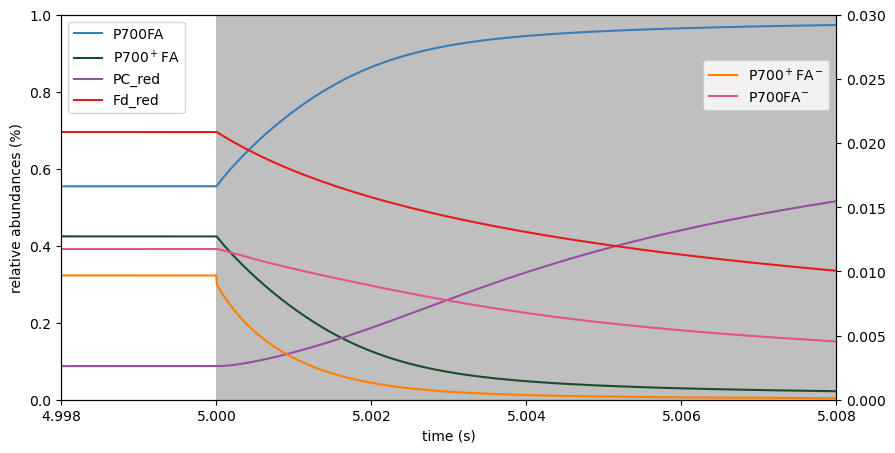 P700FA
P700⁺FA
PC_red
Fd_red
P700⁺FA⁻
P700FA⁻
relative abundances (%)
1.0
0.8
0.6
0.4
0.2
0.0
0.030
0.025
0.020
0.015
0.010
0.005
0.000
4.998 5.000 5.002 5.004 5.006 5.008
time (s)